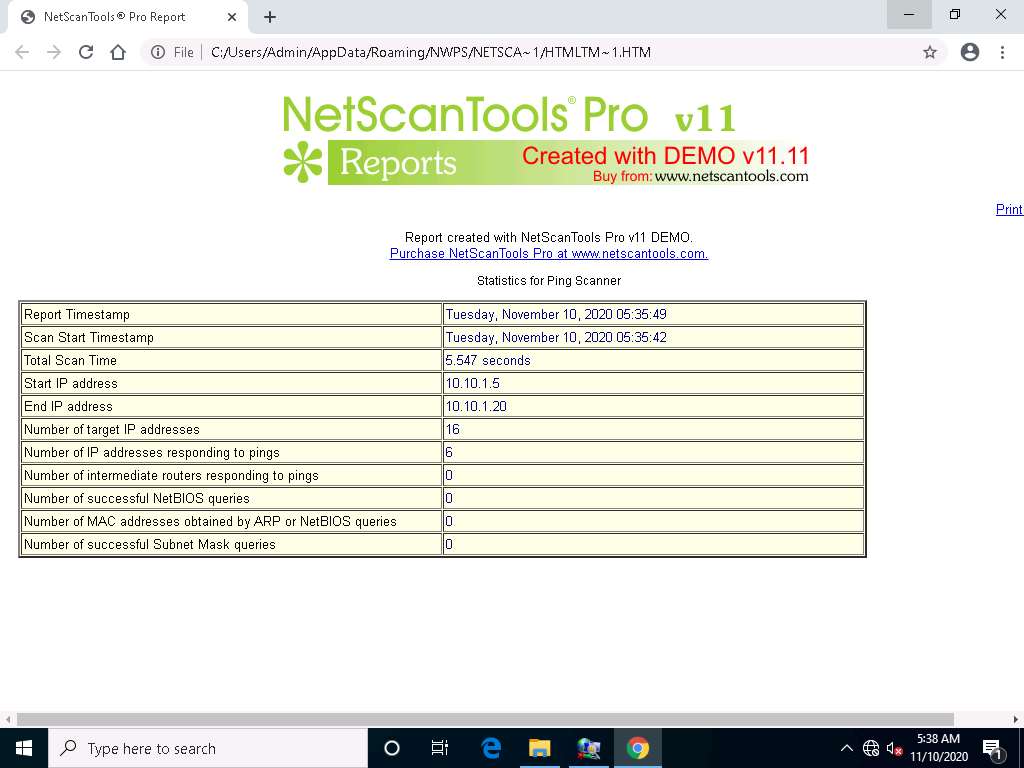 NetScanTools® Pro Report
File
C:/Users/Admin/AppData/Roaming/NWPS/NETSCA~1/HTMLTM~1.HTM
NetScanTools® Pro v11
Reports
Created with DEMO v11.11
Buy from: www.netscantools.com
Print
Report created with NetScanTools Pro v11 DEMO.
Purchase NetScanTools Pro at www.netscantools.com.
Statistics for Ping Scanner
Report Timestamp Tuesday, November 10, 2020 05:35:49
Scan Start Timestamp Tuesday, November 10, 2020 05:35:42
Total Scan Time 5.547 seconds
Start IP address 10.10.1.5
End IP address 10.10.1.20
Number of target IP addresses 16
Number of IP addresses responding to pings 6
Number of intermediate routers responding to pings 0
Number of successful NetBIOS queries 0
Number of MAC addresses obtained by ARP or NetBIOS queries 0
Number of successful Subnet Mask queries 0
Type here to search
5:38 AM
11/10/2020
1